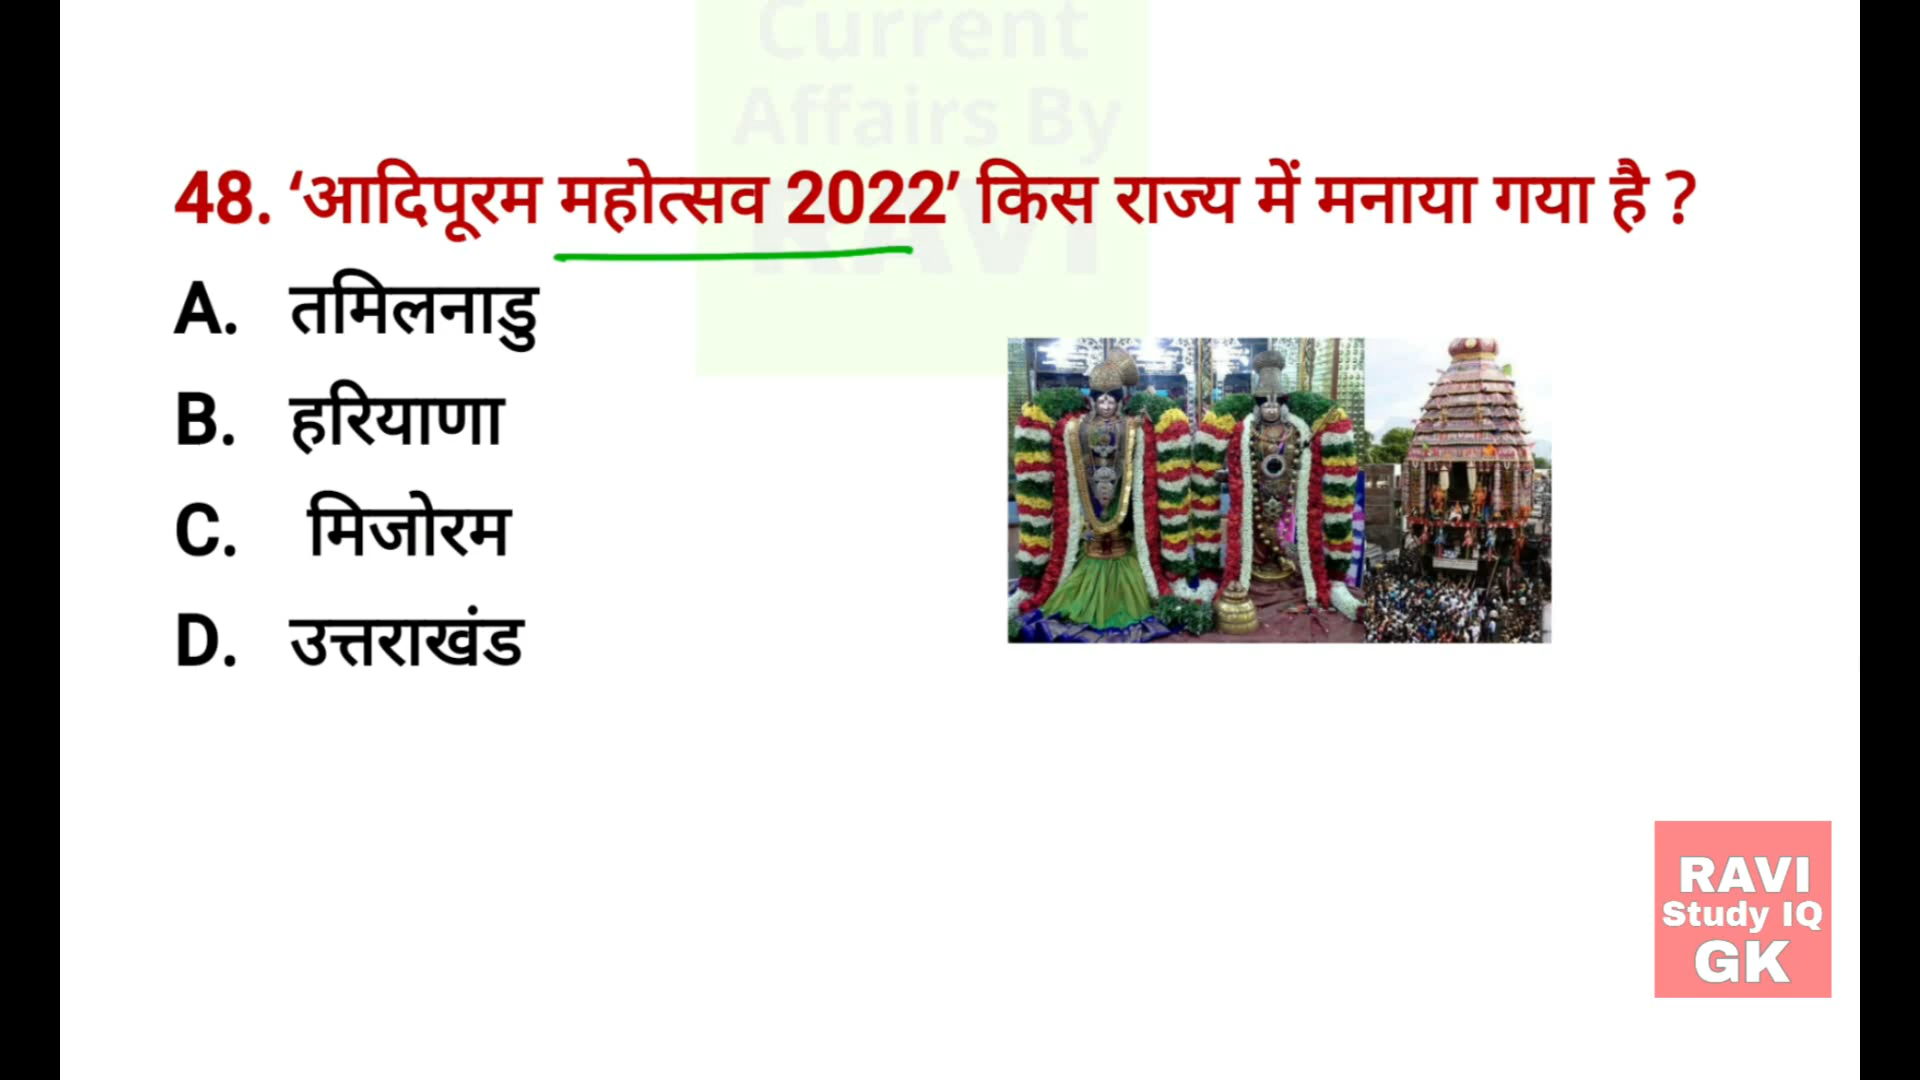 Current
Affairs By
RAVI
48. ‘आदिपूरम महोत्सव 2022’ किस राज्य में मनाया गया है ?
A. तमिलनाडु
B. हरियाणा
C. मिजोरम
D. उत्तराखंड
RAVI
Study IQ
GK